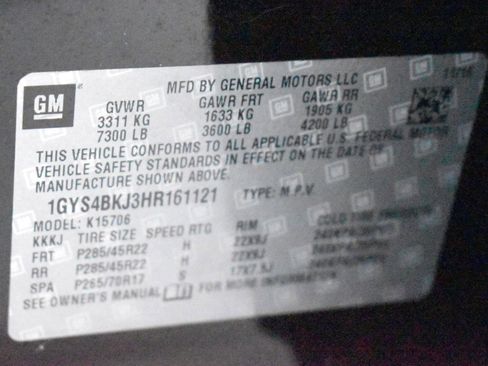 GM
MFD BY GENERAL MOTORS LLC
11/16
GVWR GAWR FRT GAWR RR
3311 KG 1633 KG 1905 KG
7300 LB 3600 LB 4200 LB
THIS VEHICLE CONFORMS TO ALL APPLICABLE U.S. FEDERAL MOTOR
VEHICLE SAFETY STANDARDS IN EFFECT ON THE DATE OF
MANUFACTURE SHOWN ABOVE.
1GYS4BKJ3HR161121 TYPE: M.P.V
MODEL: K15706
KKKJ TIRE SIZE SPEED RTG RIM COLD TIRE PRESSURE
FRT P285/45R22 H 22X9J
RR P285/45R22 H 22X9J
SPA P265/70R17 S 17X7.5J
SEE OWNER'S MANUAL FOR MORE INFORMATION